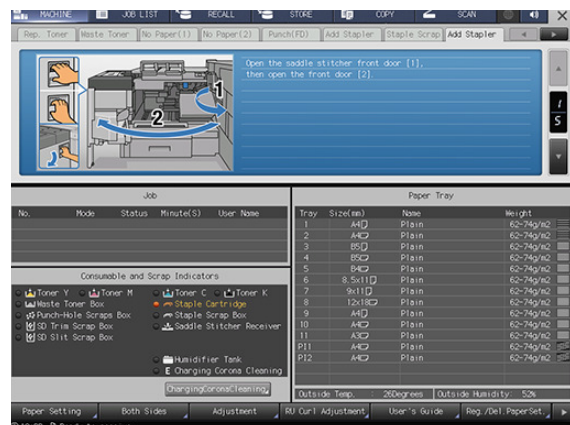 MACHINE JOB LIST RECALL STORE COPY SCAN
Rep. Toner Waste Toner No Paper(1) No Paper(2) Punch(FD) Add Stapler Staple Scrap Add Stapler
Open the saddle stitcher front door [1],
then open the front door [2].
1
2
1
5
Job
No. Mode Status Minute(S) User Name
Consumable and Scrap Indicators
Toner Y Toner M Toner C Toner K
Waste Toner Box Staple Cartridge
Punch-Hole Scraps Box Staple Scrap Box
SD Trim Scrap Box Saddle Stitcher Receiver
SD Slit Scrap Box
Humidifier Tank
E Charging Corona Cleaning
ChargingCoronaCleaning
Paper Tray
Tray Size(mm) Name Weight
1 A4 Plain 62-74g/m2
2 A4 Plain 62-74g/m2
3 B5 Plain 62-74g/m2
4 A4 Plain 62-74g/m2
5 B4 Plain 62-74g/m2
6 8.5x11 Plain 62-74g/m2
7 9x11 Plain 62-74g/m2
8 12x18 Plain 62-74g/m2
9 A4 Plain 62-74g/m2
10 A4 Plain 62-74g/m2
11 A3 Plain 62-74g/m2
PI1 A4 Plain 62-74g/m2
PI2 A4 Plain 62-74g/m2
Outside Temp. : 26Degrees Outside Humidity: 52%
Paper Setting Both Sides Adjustment RU Curl Adjustment User's Guide Reg./Del.PaperSet.